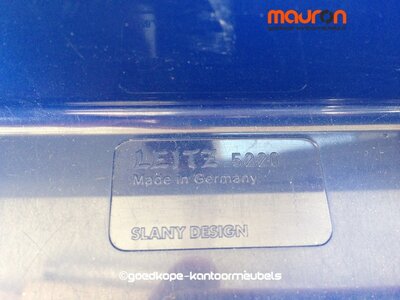 mauron
LEITZ 5220
Made in Germany
SLANY DESIGN
©goedkope-kantoormeubels